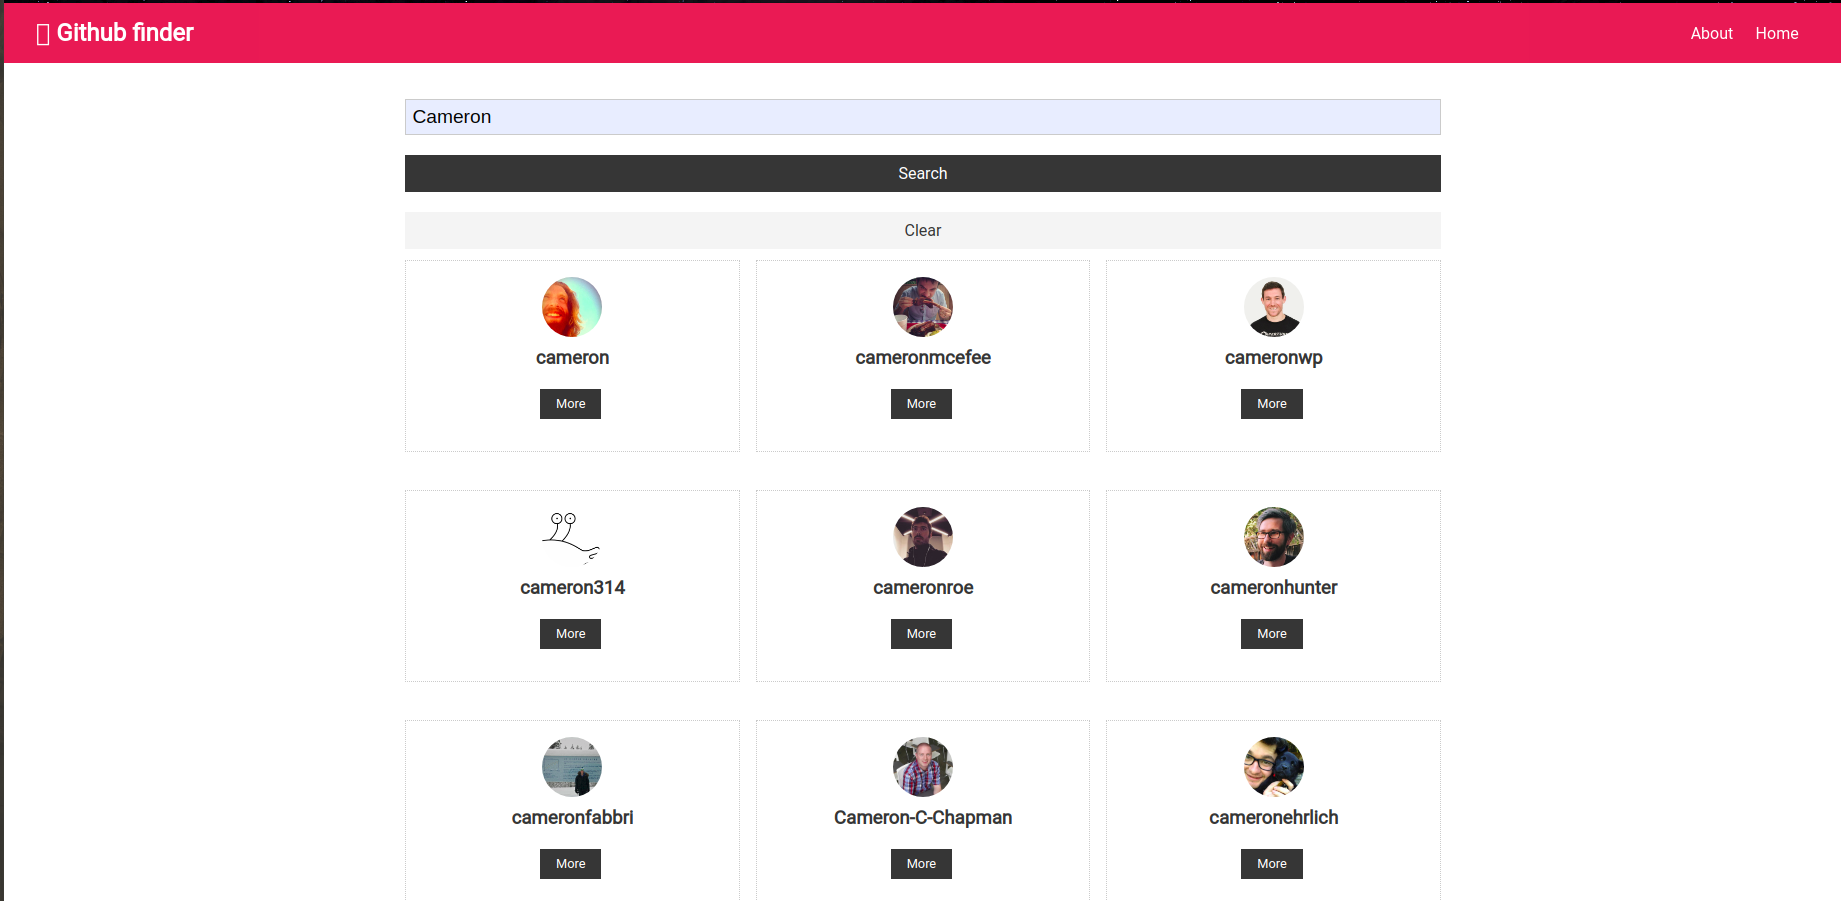 Github finder
About Home
Cameron
Search
Clear
cameron cameronmcefee cameronwp
More More More
cameron314 cameronroe cameronhunter
More More More
cameronfabbri Cameron-C-Chapman cameronehrlich
More More More